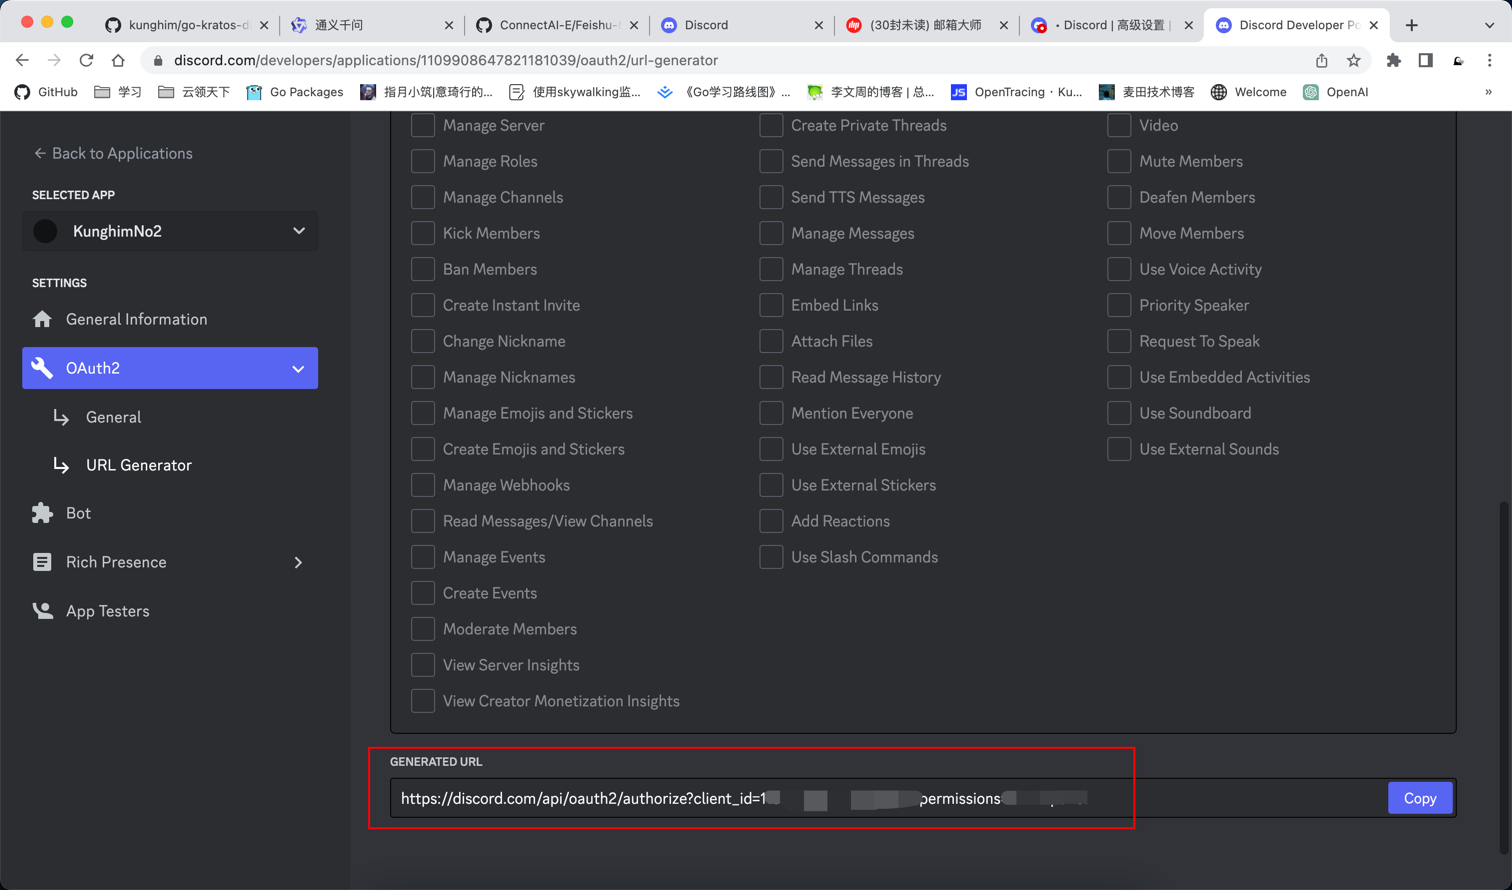 kunghim/go-kratos-d
通义千问
ConnectAI-E/Feishu-
Discord
(30封未读) 邮箱大师
• Discord | 高级设置 |
Discord Developer Po
discord.com/developers/applications/1109908647821181039/oauth2/url-generator
GitHub
学习
云领天下
Go Packages
指月小筑|意琦行的...
使用skywalking监...
《Go学习路线图》...
李文周的博客 | 总...
JS
OpenTracing · Ku...
麦田技术博客
Welcome
OpenAI
»
Back to Applications
SELECTED APP
KunghimNo2
SETTINGS
General Information
OAuth2
General
URL Generator
Bot
Rich Presence
App Testers
Manage Server
Manage Roles
Manage Channels
Kick Members
Ban Members
Create Instant Invite
Change Nickname
Manage Nicknames
Manage Emojis and Stickers
Create Emojis and Stickers
Manage Webhooks
Read Messages/View Channels
Manage Events
Create Events
Moderate Members
View Server Insights
View Creator Monetization Insights
Create Private Threads
Send Messages in Threads
Send TTS Messages
Manage Messages
Manage Threads
Embed Links
Attach Files
Read Message History
Mention Everyone
Use External Emojis
Use External Stickers
Add Reactions
Use Slash Commands
Video
Mute Members
Deafen Members
Move Members
Use Voice Activity
Priority Speaker
Request To Speak
Use Embedded Activities
Use Soundboard
Use External Sounds
GENERATED URL
https://discord.com/api/oauth2/authorize?client_id=1 permissions
Copy